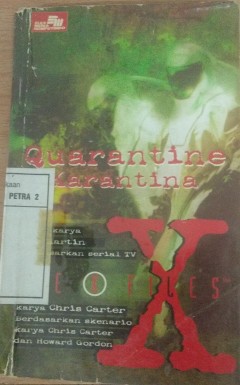 Quarantine
Karantina
PETRA 2
karya
artin
sarkan serial TV
E FILES
X
karya Chris Carter
berdasarkan skenario
karya Chris Carter
dan Howard Gordon